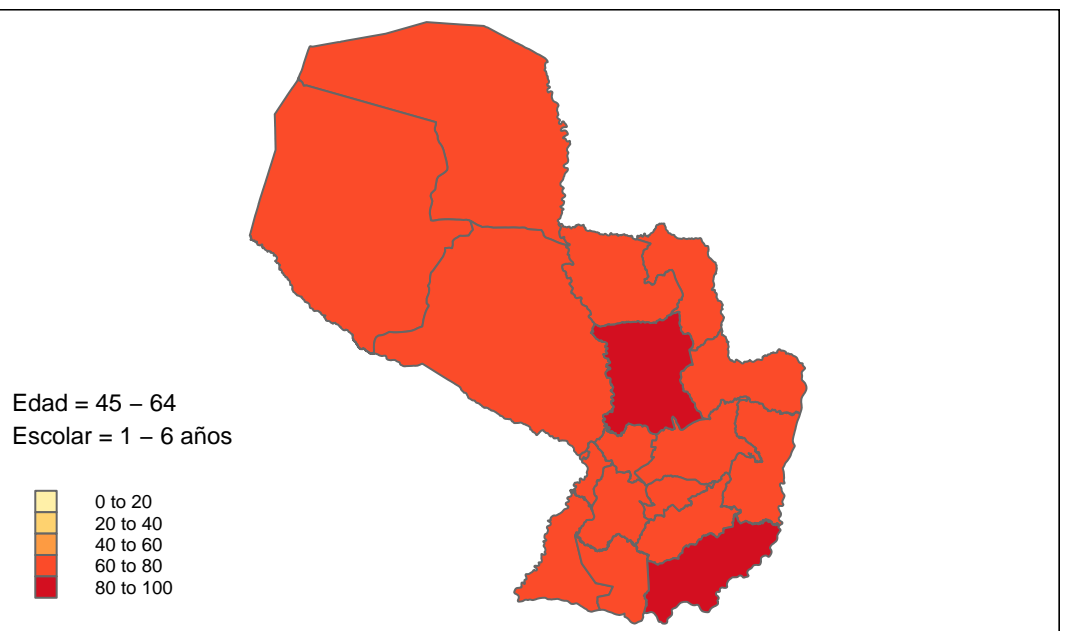 Edad = 45 – 64
Escolar = 1 – 6 años
0 to 20
20 to 40
40 to 60
60 to 80
80 to 100